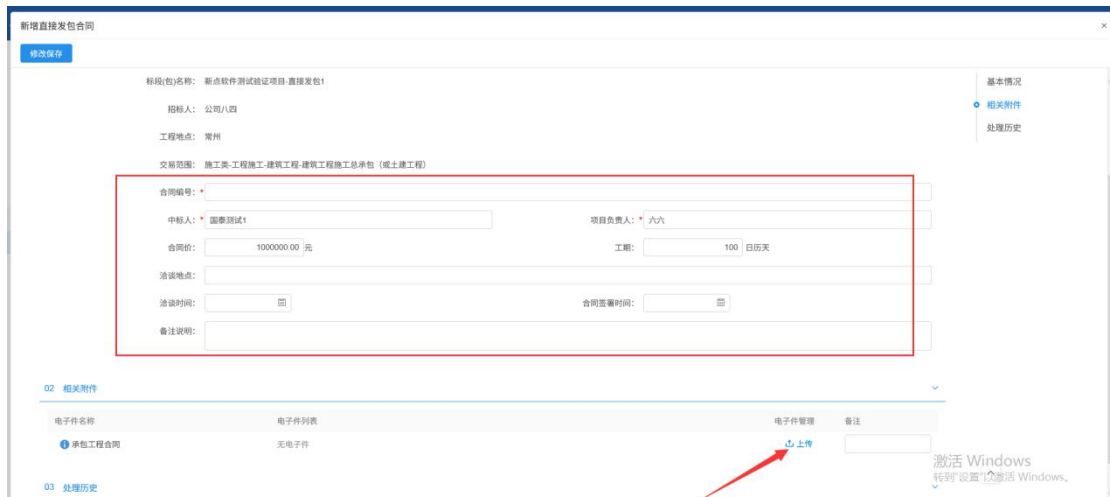 新增直接发包合同 ×
修改保存
标段(包)名称： 新点软件测试验证项目-直接发包1
基本情况
招标人： 公司八四
相关附件
工程地点： 常州
处理历史
交易范围： 施工类-工程施工-建筑工程-建筑工程施工总承包（或土建工程）
合同编号：*
中标人：* 国泰测试1 项目负责人：* 六六
合同价： 1000000.00 元 工期： 100 日历天
洽谈地点：
洽谈时间： 合同签署时间：
备注说明：
02 相关附件
电子件名称 电子件列表 电子件管理 备注
承包工程合同 无电子件 上传
激活 Windows
转到"设置"以激活 Windows。
03 处理历史